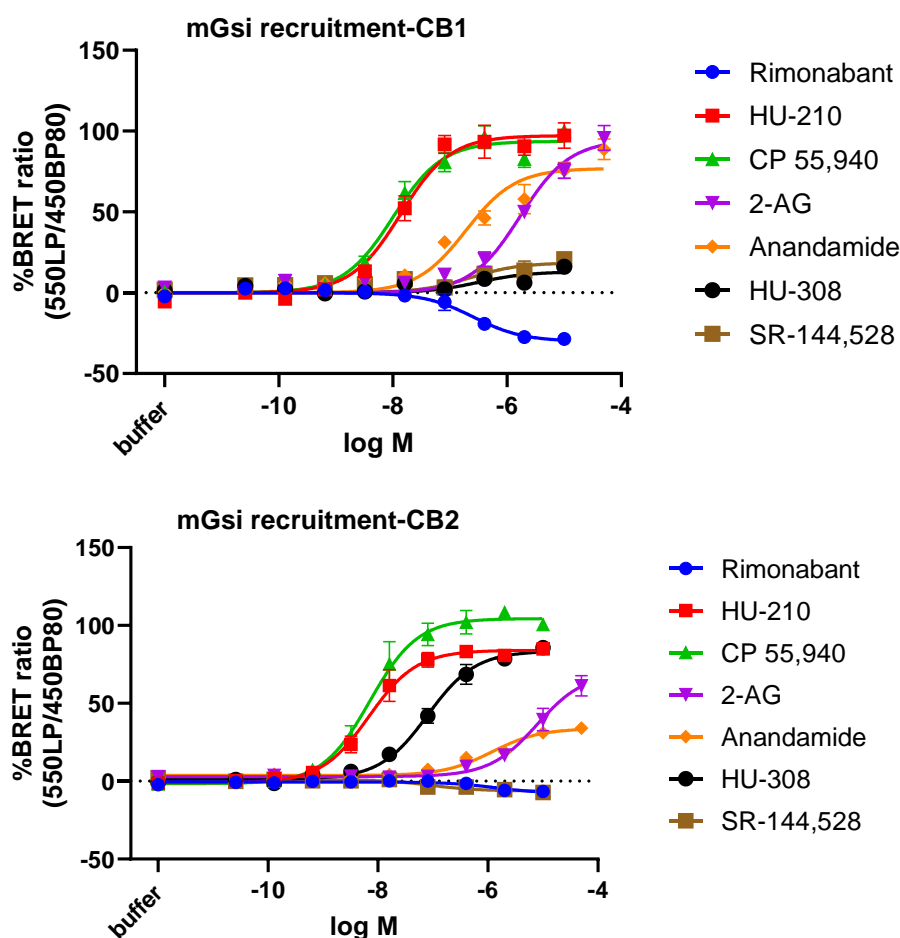 mGsi recruitment-CB1
%BRET ratio
(550LP/450BP80)
150
100
50
0
-50
buffer
-10
-8
-6
-4
log M
Rimonabant
HU-210
CP 55,940
2-AG
Anandamide
HU-308
SR-144,528
mGsi recruitment-CB2
%BRET ratio
(550LP/450BP80)
150
100
50
0
-50
buffer
-10
-8
-6
-4
log M
Rimonabant
HU-210
CP 55,940
2-AG
Anandamide
HU-308
SR-144,528